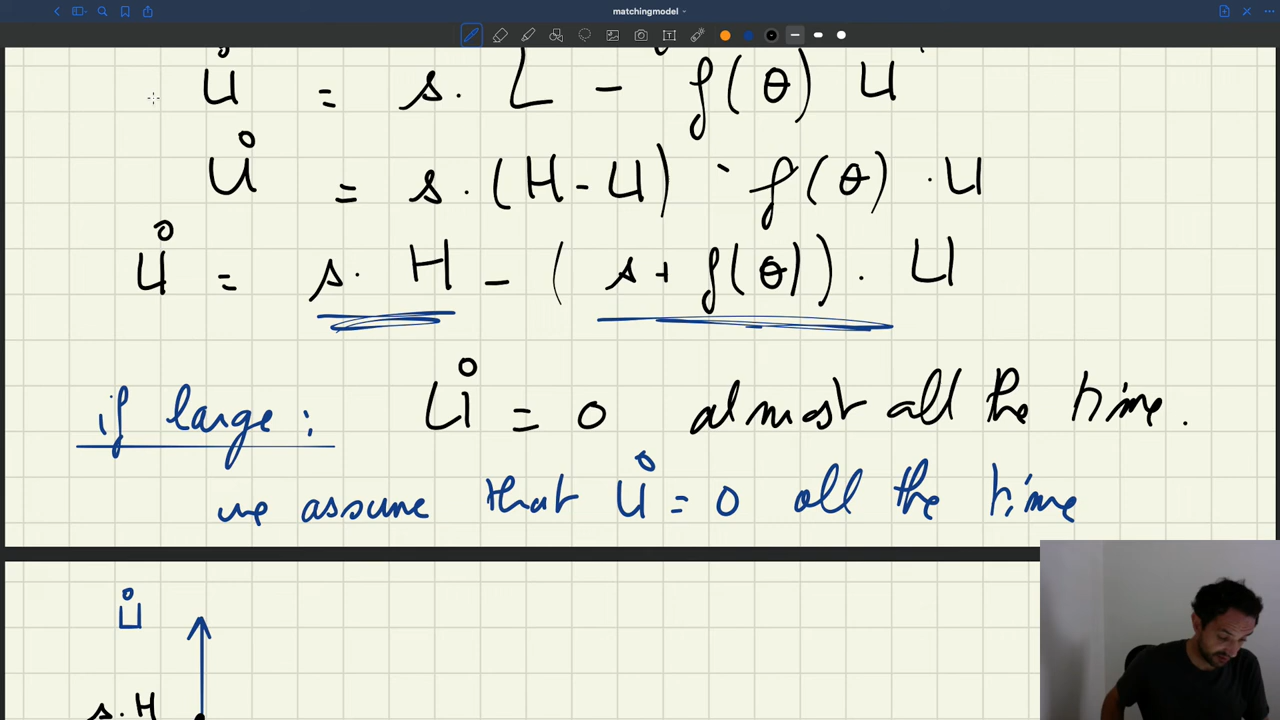 matchingmodel
U̇ = s · L - f(θ) U
U̇ = s · (H - U) - f(θ) · U
U̇ = s · H - (s + f(θ)) · U
if large : U̇ = 0 almost all the time.
we assume that U̇ = 0 all the time
U̇
s. H